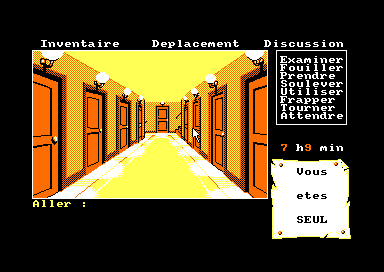 Inventaire Deplacement Discussion
Examiner
Fouiller
Prendre
Soulever
Utiliser
Frapper
Tourner
Attendre
7 h9 min
Vous
etes
SEUL
Aller :